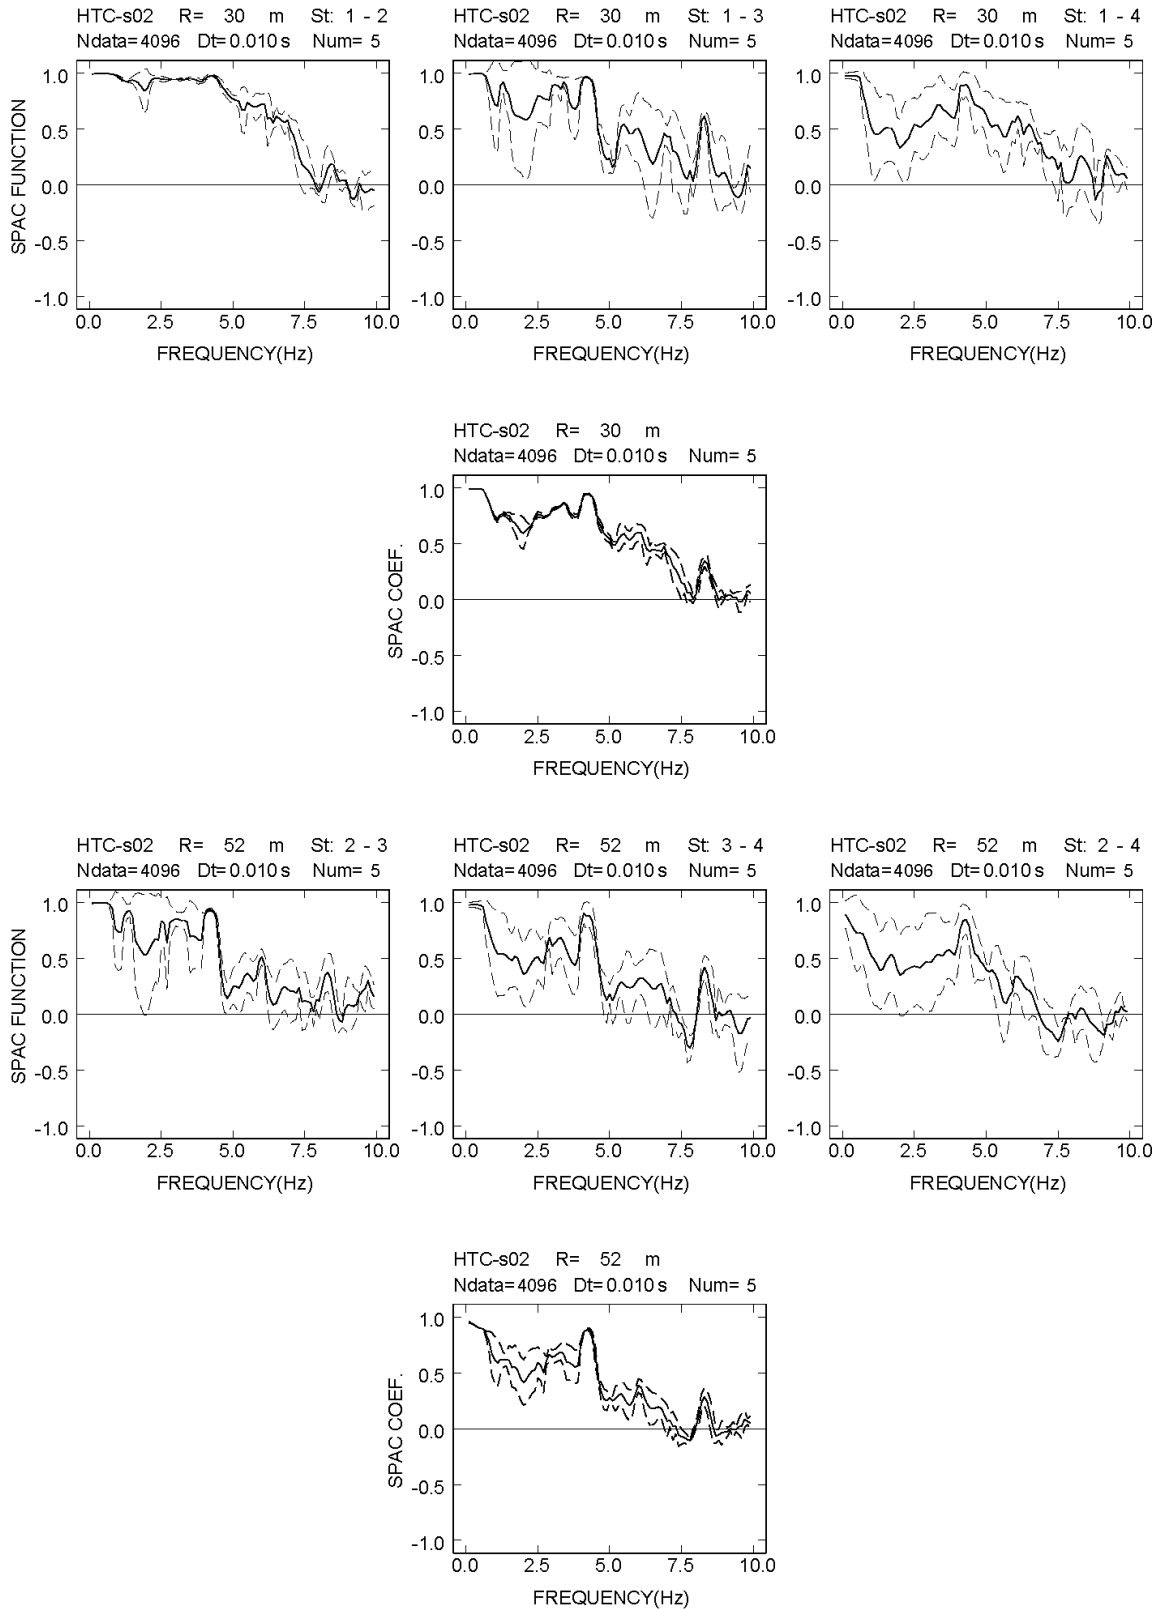 HTC-s02 R= 30 m St: 1 - 2
Ndata=4096 Dt=0.010 s Num= 5
SPAC FUNCTION
1.0
0.5
0.0
-0.5
-1.0
0.0 2.5 5.0 7.5 10.0
FREQUENCY(Hz)
HTC-s02 R= 30 m St: 1 - 3
Ndata=4096 Dt=0.010 s Num= 5
1.0
0.5
0.0
-0.5
-1.0
0.0 2.5 5.0 7.5 10.0
FREQUENCY(Hz)
HTC-s02 R= 30 m St: 1 - 4
Ndata=4096 Dt=0.010 s Num= 5
1.0
0.5
0.0
-0.5
-1.0
0.0 2.5 5.0 7.5 10.0
FREQUENCY(Hz)
HTC-s02 R= 30 m
Ndata=4096 Dt=0.010 s Num= 5
SPAC COEF.
1.0
0.5
0.0
-0.5
-1.0
0.0 2.5 5.0 7.5 10.0
FREQUENCY(Hz)
HTC-s02 R= 52 m St: 2 - 3
Ndata=4096 Dt=0.010 s Num= 5
SPAC FUNCTION
1.0
0.5
0.0
-0.5
-1.0
0.0 2.5 5.0 7.5 10.0
FREQUENCY(Hz)
HTC-s02 R= 52 m St: 3 - 4
Ndata=4096 Dt=0.010 s Num= 5
1.0
0.5
0.0
-0.5
-1.0
0.0 2.5 5.0 7.5 10.0
FREQUENCY(Hz)
HTC-s02 R= 52 m St: 2 - 4
Ndata=4096 Dt=0.010 s Num= 5
1.0
0.5
0.0
-0.5
-1.0
0.0 2.5 5.0 7.5 10.0
FREQUENCY(Hz)
HTC-s02 R= 52 m
Ndata=4096 Dt=0.010 s Num= 5
SPAC COEF.
1.0
0.5
0.0
-0.5
-1.0
0.0 2.5 5.0 7.5 10.0
FREQUENCY(Hz)